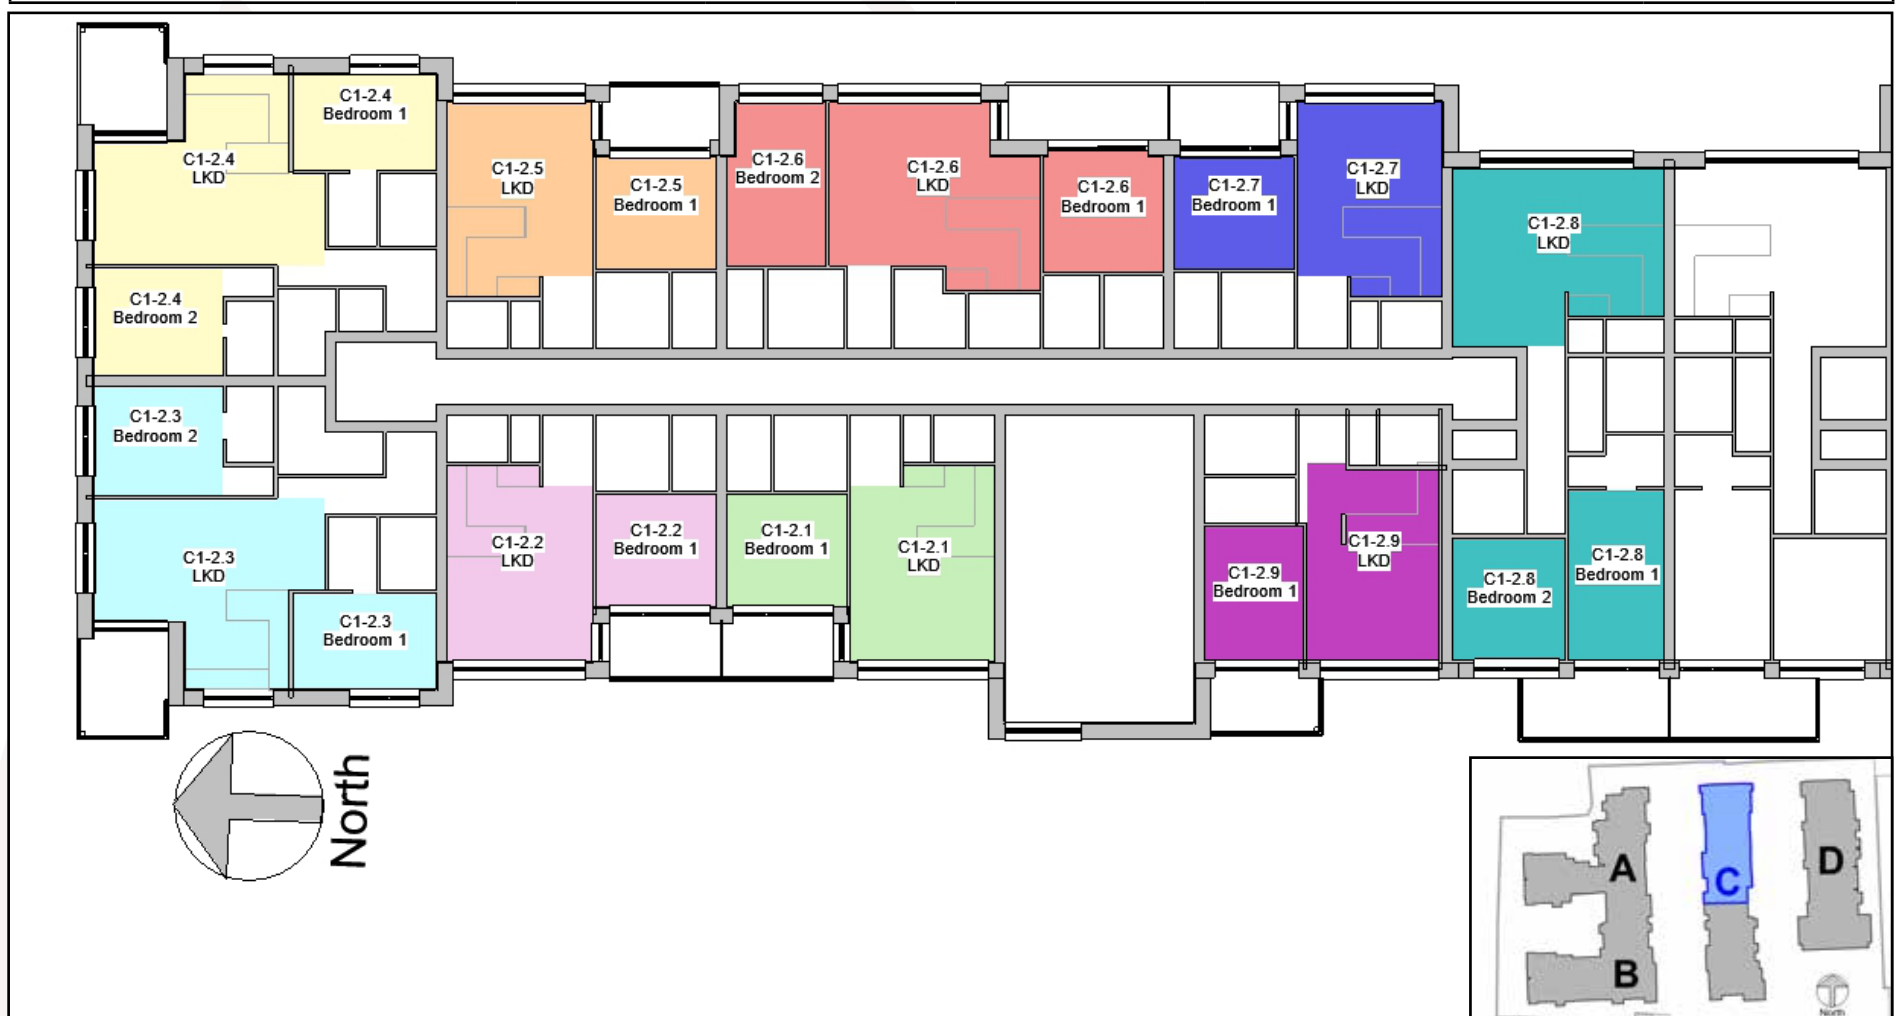 C1-2.4
Bedroom 1
C1-2.4
LKD
C1-2.5
LKD
C1-2.5
Bedroom 1
C1-2.6
Bedroom 2
C1-2.6
LKD
C1-2.6
Bedroom 1
C1-2.7
Bedroom 1
C1-2.7
LKD
C1-2.8
LKD
C1-2.4
Bedroom 2
C1-2.3
Bedroom 2
C1-2.3
LKD
C1-2.3
Bedroom 1
C1-2.2
LKD
C1-2.2
Bedroom 1
C1-2.1
Bedroom 1
C1-2.1
LKD
C1-2.9
Bedroom 1
C1-2.9
LKD
C1-2.8
Bedroom 2
C1-2.8
Bedroom 1
North
A
C
D
B
North